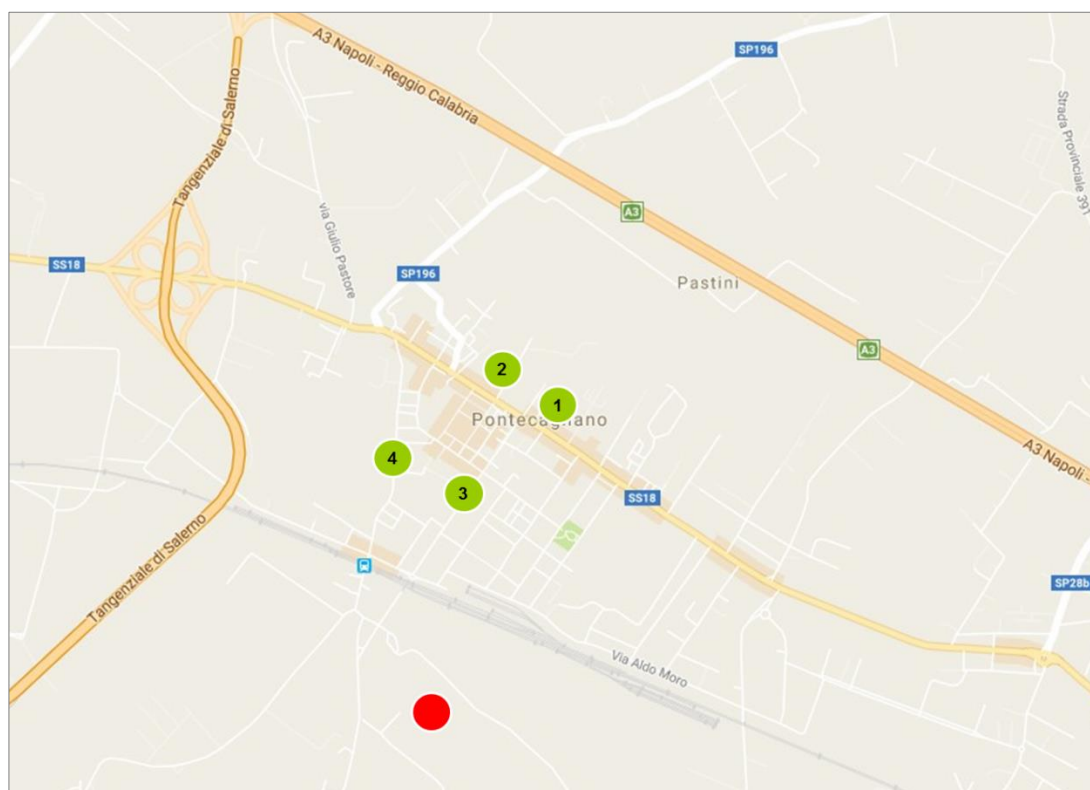 A3 Napoli - Reggio Calabria
SP196
Strada Provinciale 391
Tangenziale di Salerno
A3
via Giulio Pastore
SS18
SP196
Pastini
A3
2
1
Pontecagnano
A3 Napoli -
4
3
SS18
Tangenziale di Salerno
SP28b
Via Aldo Moro